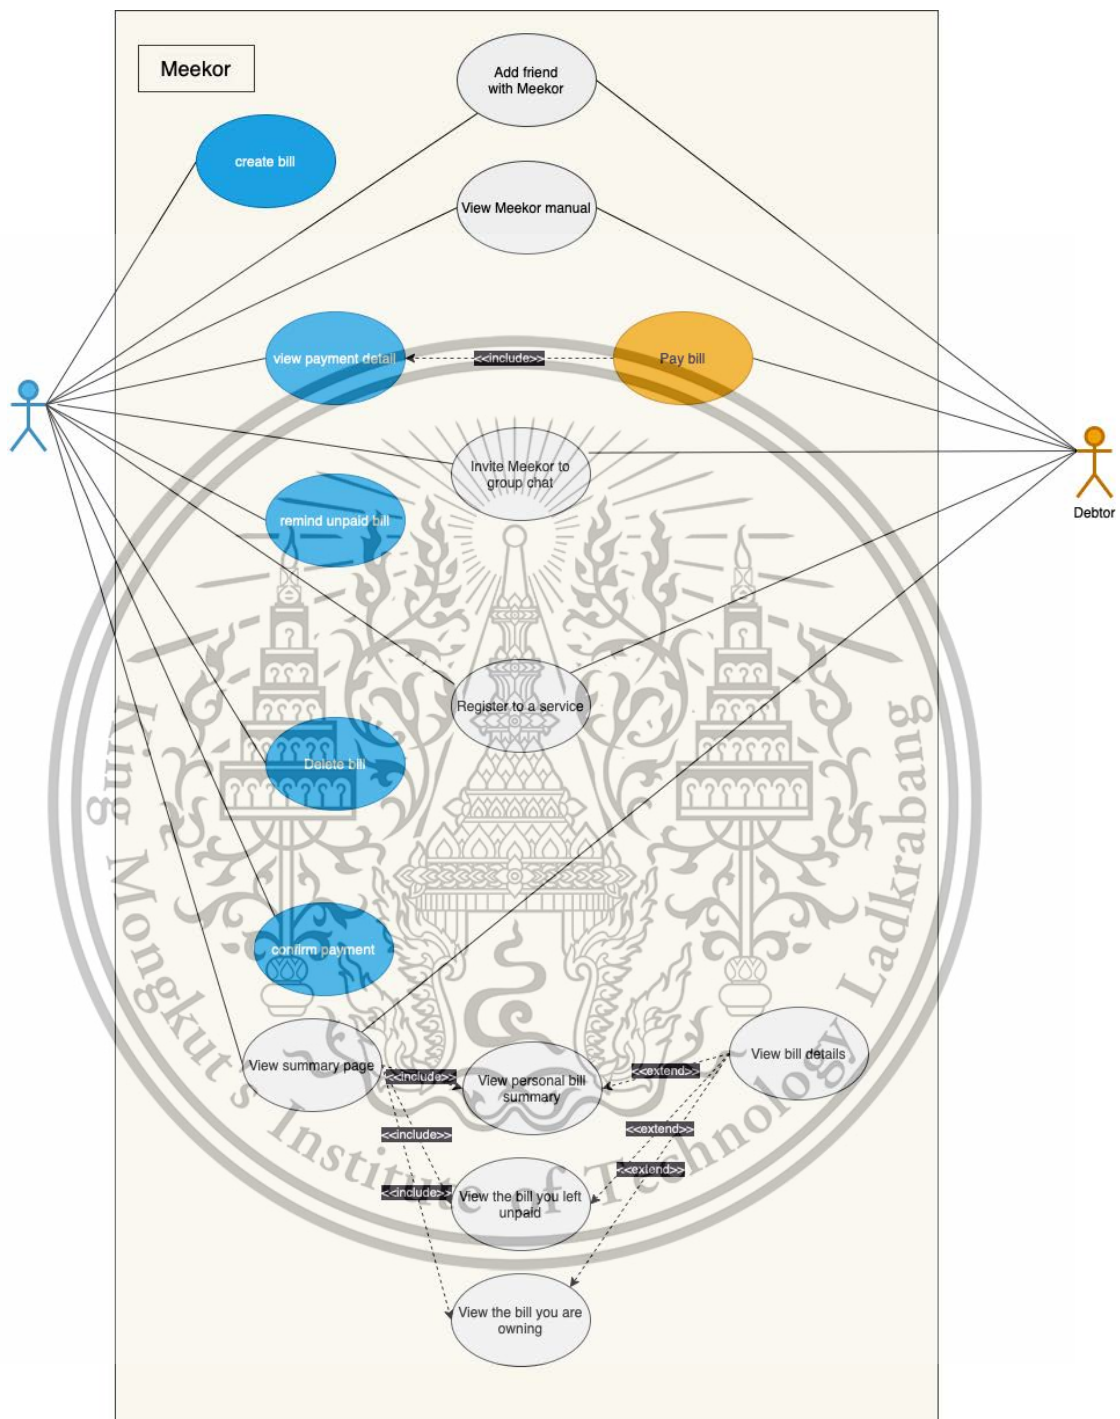 Meekor
Add friend
with Meekor
create bill
View Meekor manual
view payment detail
<<include>>
Pay bill
Invite Meekor to
group chat
Debtor
remind unpaid bill
Register to a service
Delete bill
confirm payment
View summary page
<<include>>
View personal bill
summary
<<extend>>
View bill details
<<include>>
<<extend>>
<<include>>
<<extend>>
View the bill you left
unpaid
View the bill you are
owning
King Mongkut's Institute of Technology Ladkrabang